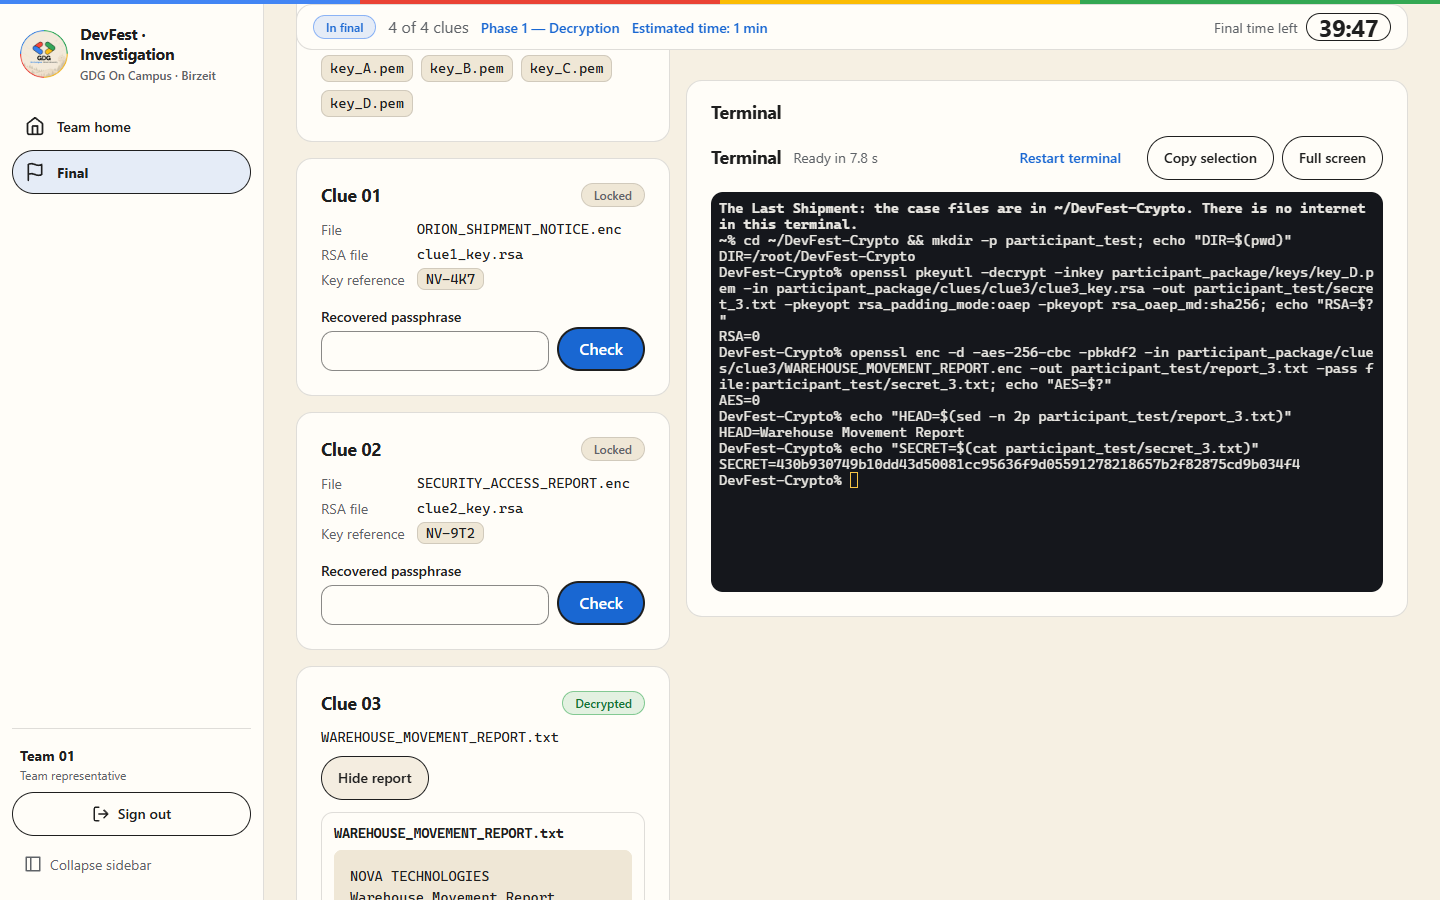 DevFest ·
Investigation
GDG On Campus · Birzeit
Team home
Final
Team 01
Team representative
Sign out
Collapse sidebar
In final
4 of 4 clues
Phase 1 — Decryption
Estimated time: 1 min
Final time left
39:47
key_A.pem
key_B.pem
key_C.pem
key_D.pem
Clue 01
Locked
File ORION_SHIPMENT_NOTICE.enc
RSA file clue1_key.rsa
Key reference NV-4K7
Recovered passphrase
Check
Clue 02
Locked
File SECURITY_ACCESS_REPORT.enc
RSA file clue2_key.rsa
Key reference NV-9T2
Recovered passphrase
Check
Clue 03
Decrypted
WAREHOUSE_MOVEMENT_REPORT.txt
Hide report
WAREHOUSE_MOVEMENT_REPORT.txt
NOVA TECHNOLOGIES
Warehouse Movement Report
Terminal
Terminal
Ready in 7.8 s
Restart terminal
Copy selection
Full screen
The Last Shipment: the case files are in ~/DevFest-Crypto. There is no internet
in this terminal.
~% cd ~/DevFest-Crypto && mkdir -p participant_test; echo "DIR=$(pwd)"
DIR=/root/DevFest-Crypto
DevFest-Crypto% openssl pkeyutl -decrypt -inkey participant_package/keys/key_D.p
em -in participant_package/clues/clue3/clue3_key.rsa -out participant_test/secre
t_3.txt -pkeyopt rsa_padding_mode:oaep -pkeyopt rsa_oaep_md:sha256; echo "RSA=$?
"
RSA=0
DevFest-Crypto% openssl enc -d -aes-256-cbc -pbkdf2 -in participant_package/clue
s/clue3/WAREHOUSE_MOVEMENT_REPORT.enc -out participant_test/report_3.txt -pass f
ile:participant_test/secret_3.txt; echo "AES=$?"
AES=0
DevFest-Crypto% echo "HEAD=$(sed -n 2p participant_test/report_3.txt)"
HEAD=Warehouse Movement Report
DevFest-Crypto% echo "SECRET=$(cat participant_test/secret_3.txt)"
SECRET=430b930749b10dd43d50081cc95636f9d05591278218657b2f82875cd9b034f4
DevFest-Crypto%